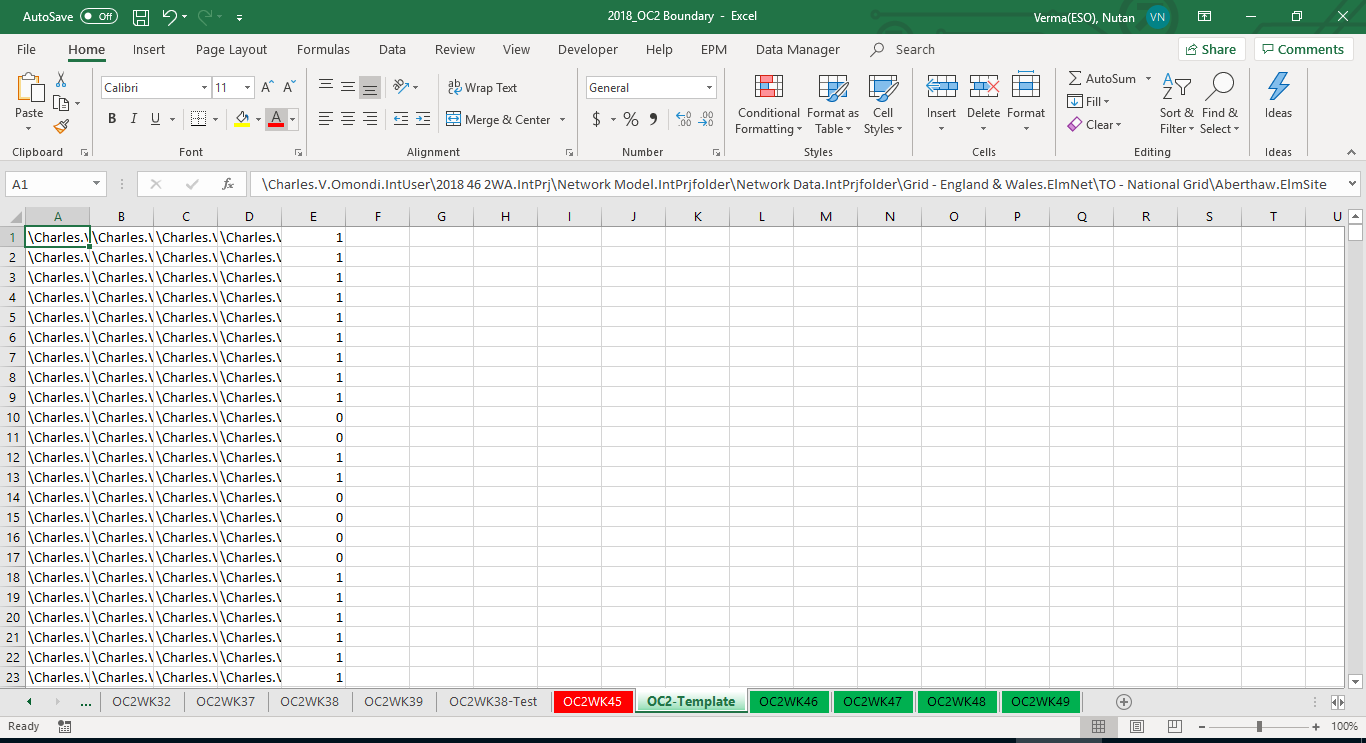 AutoSave Off 2018_OC2 Boundary - Excel Verma(ESO), Nutan VN
File Home Insert Page Layout Formulas Data Review View Developer Help EPM Data Manager Search Share Comments
Paste Calibri 11 A^ A˅ Wrap Text General Conditional Formatting Format as Table Cell Styles Insert Delete Format AutoSum Sort & Filter Find & Select Ideas
B I U A Merge & Center $ % , Fill Clear
Clipboard Font Alignment Number Styles Cells Editing Ideas
A1 fx \Charles.V.Omondi.IntUser\2018 46 2WA.IntPrj\Network Model.IntPrjfolder\Network Data.IntPrjfolder\Grid - England & Wales.ElmNet\TO - National Grid\Aberthaw.ElmSite
A B C D E F G H I J K L M N O P Q R S T U
1 \Charles.V \Charles.V \Charles.V \Charles.V 1
2 \Charles.V \Charles.V \Charles.V \Charles.V 1
3 \Charles.V \Charles.V \Charles.V \Charles.V 1
4 \Charles.V \Charles.V \Charles.V \Charles.V 1
5 \Charles.V \Charles.V \Charles.V \Charles.V 1
6 \Charles.V \Charles.V \Charles.V \Charles.V 1
7 \Charles.V \Charles.V \Charles.V \Charles.V 1
8 \Charles.V \Charles.V \Charles.V \Charles.V 1
9 \Charles.V \Charles.V \Charles.V \Charles.V 1
10 \Charles.V \Charles.V \Charles.V \Charles.V 0
11 \Charles.V \Charles.V \Charles.V \Charles.V 0
12 \Charles.V \Charles.V \Charles.V \Charles.V 1
13 \Charles.V \Charles.V \Charles.V \Charles.V 1
14 \Charles.V \Charles.V \Charles.V \Charles.V 0
15 \Charles.V \Charles.V \Charles.V \Charles.V 0
16 \Charles.V \Charles.V \Charles.V \Charles.V 0
17 \Charles.V \Charles.V \Charles.V \Charles.V 0
18 \Charles.V \Charles.V \Charles.V \Charles.V 1
19 \Charles.V \Charles.V \Charles.V \Charles.V 1
20 \Charles.V \Charles.V \Charles.V \Charles.V 1
21 \Charles.V \Charles.V \Charles.V \Charles.V 1
22 \Charles.V \Charles.V \Charles.V \Charles.V 1
23 \Charles.V \Charles.V \Charles.V \Charles.V 1
... OC2WK32 OC2WK37 OC2WK38 OC2WK39 OC2WK38-Test OC2WK45 OC2-Template OC2WK46 OC2WK47 OC2WK48 OC2WK49
Ready 100%